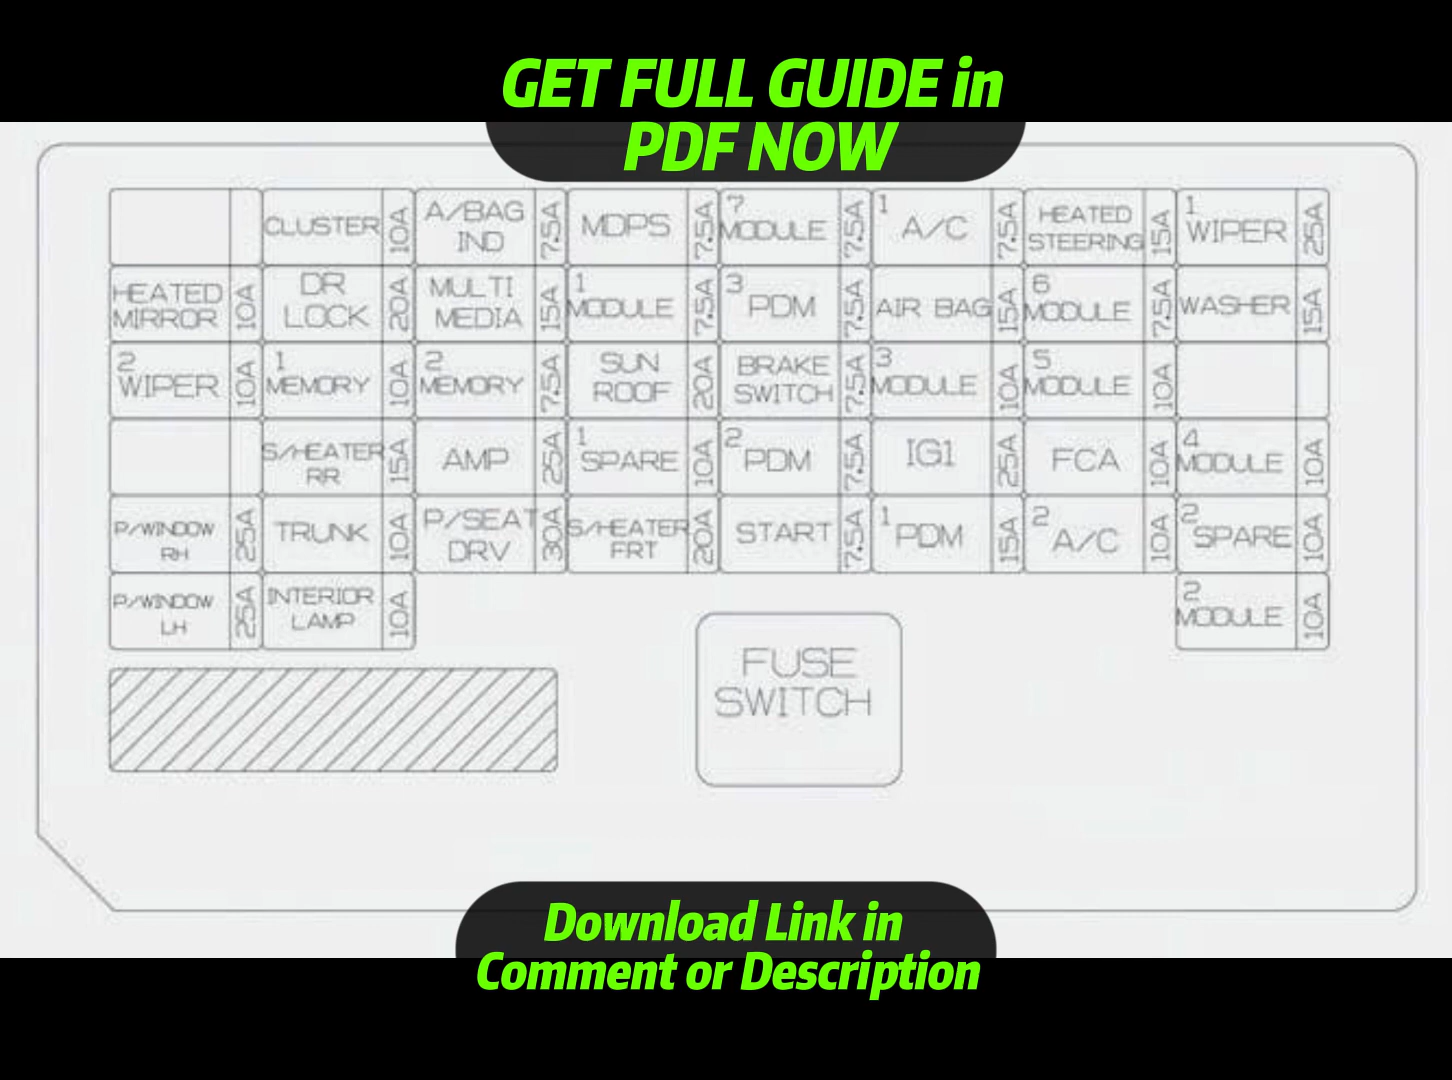 GET FULL GUIDE in
PDF NOW
CLUSTER 10A
A/BAG IND 7.5A
MDPS 7.5A
7 MODULE 7.5A
1 A/C 7.5A
HEATED STEERING 15A
1 WIPER 25A
HEATED MIRROR 10A
DR LOCK 20A
MULTI MEDIA 15A
1 MODULE 7.5A
3 PDM 7.5A
AIR BAG 15A
6 MODULE 7.5A
WASHER 15A
2 WIPER 10A
1 MEMORY 10A
2 MEMORY 7.5A
SUN ROOF 20A
BRAKE SWITCH 7.5A
3 MODULE 10A
5 MODULE 10A
S/HEATER RR 15A
AMP 25A
1 SPARE 10A
2 PDM 7.5A
IG1 25A
FCA 10A
4 MODULE 10A
P/WINDOW RH 25A
TRUNK 10A
P/SEAT DRV 30A
S/HEATER FRT 20A
START 7.5A
1 PDM 15A
2 A/C 10A
2 SPARE 10A
P/WINDOW LH 25A
INTERIOR LAMP 10A
2 MODULE 10A
FUSE
SWITCH
Download Link in
Comment or Description